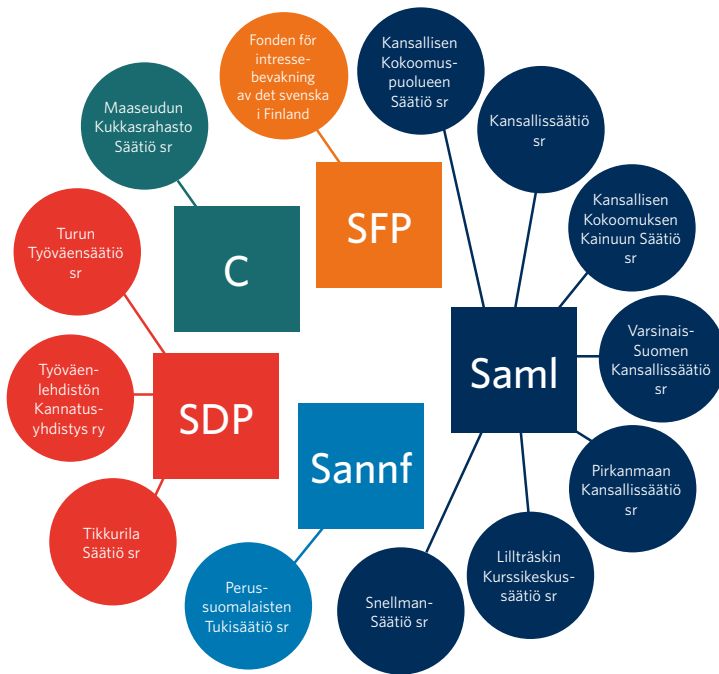 Fonden för
intresse-
bevakning
av det svenska
i Finland
Kansallisen
Kokoomus-
puolueen
Säätiö sr
Maaseudun
Kukkasrahasto
Säätiö sr
Kansallissäätiö
sr
Kansallisen
Kokoomuksen
Kainuun Säätiö
sr
SFP
C
Turun
Työväensäätiö
sr
Varsinais-
Suomen
Kansallissäätiö
sr
Saml
Työväen-
lehdistön
Kannatus-
yhdistys ry
SDP
Sannf
Pirkanmaan
Kansallissäätiö
sr
Tikkurila
Säätiö sr
Lillträskin
Kurssikeskus-
säätiö sr
Perus-
suomalaisten
Tukisäätiö sr
Snellman-
Säätiö sr